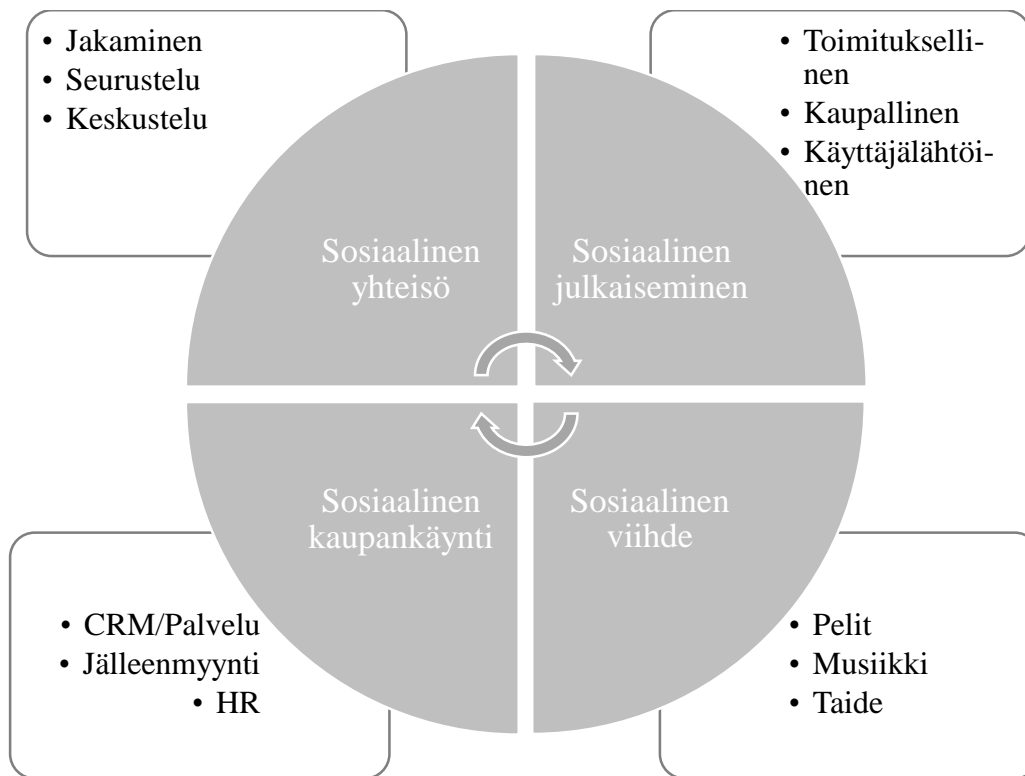 • Jakaminen
• Seurustelu
• Keskustelu
• Toimitukselli-
nen
• Kaupallinen
• Käyttäjälähtöi-
nen
Sosiaalinen
yhteisö
Sosiaalinen
julkaiseminen
Sosiaalinen
kaupankäynti
Sosiaalinen
viihde
• CRM/Palvelu
• Jälleenmyynti
• HR
• Pelit
• Musiikki
• Taide